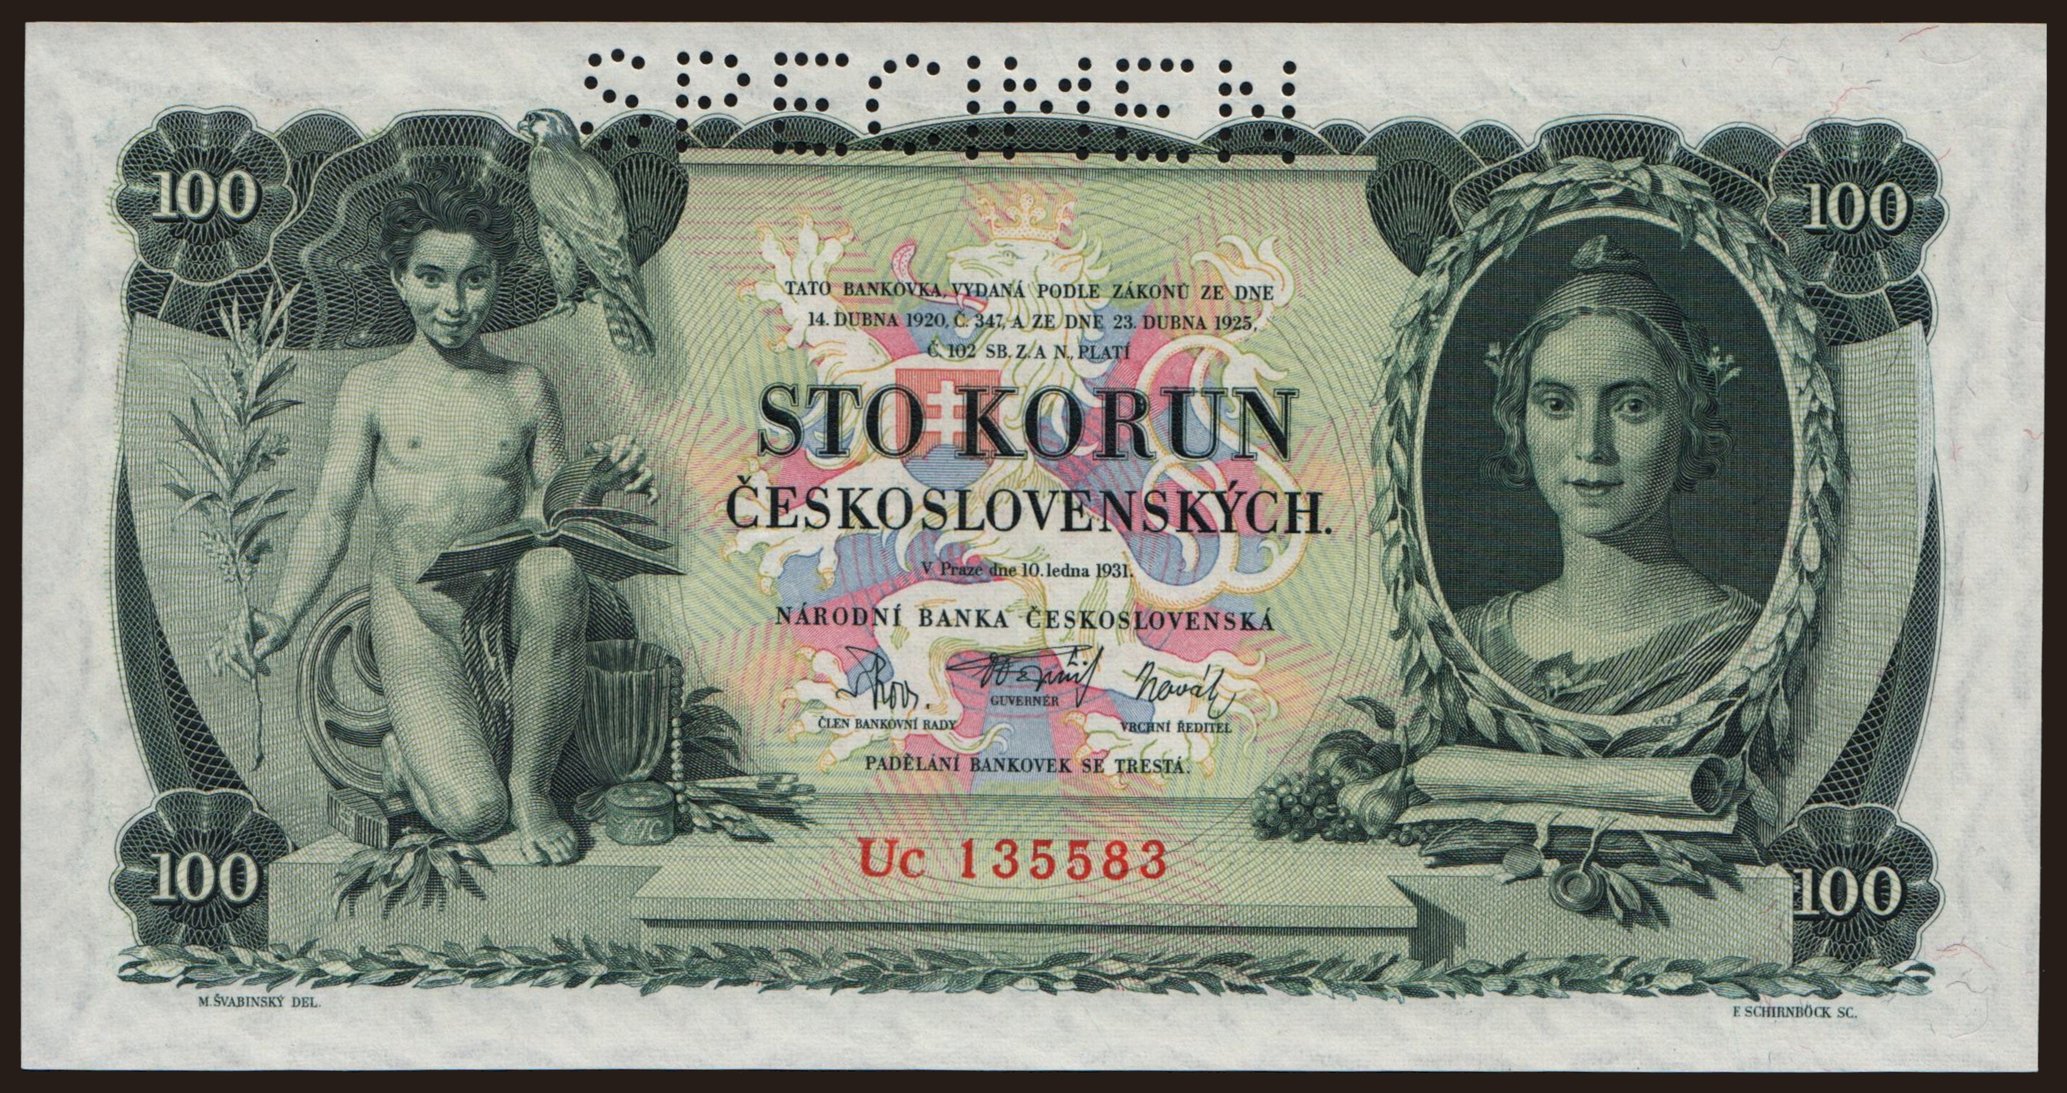 SPECIMEN
100
100
TATO BANKOVKA, VYDANÁ PODLE ZÁKONŮ ZE DNE
14. DUBNA 1920, Č. 347, A ZE DNE 23. DUBNA 1925,
Č. 102 SB. Z. A N., PLATÍ
STO KORUN
ČESKOSLOVENSKÝCH.
V Praze dne 10. ledna 1931.
NÁRODNÍ BANKA ČESKOSLOVENSKÁ
Novák
ČLEN BANKOVNÍ RADY
GUVERNÉR
VRCHNÍ ŘEDITEL
PADĚLÁNÍ BANKOVEK SE TRESTÁ.
Uc 135583
100
100
M. ŠVABINSKÝ DEL.
F. SCHIRNBÖCK SC.